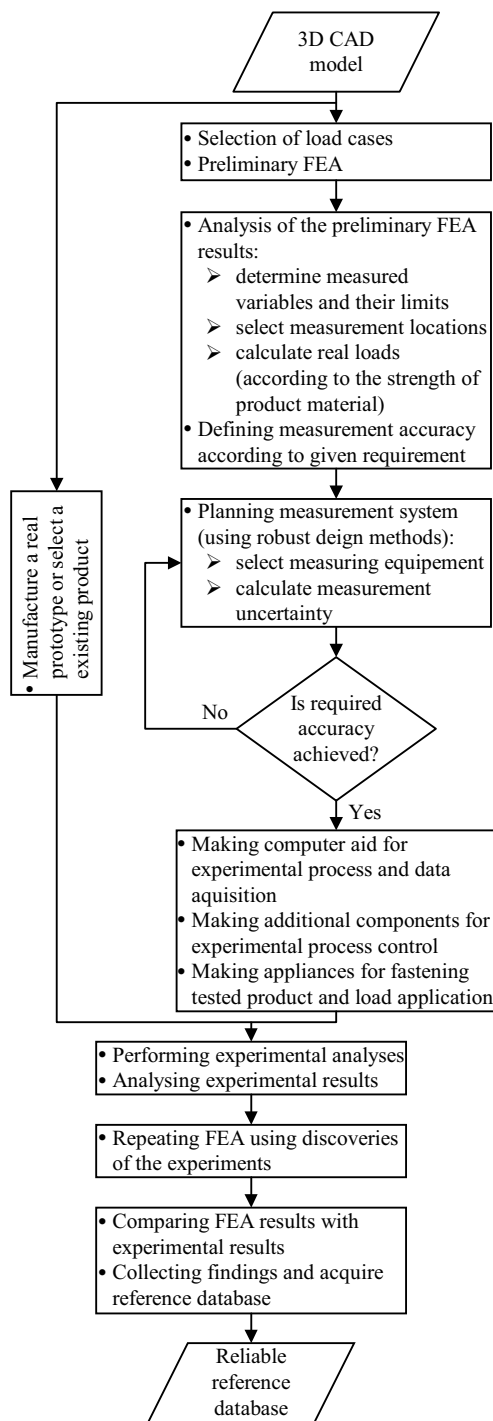 3D CAD
model
• Selection of load cases
• Preliminary FEA
• Analysis of the preliminary FEA
results:
➢ determine measured
variables and their limits
➢ select measurement locations
➢ calculate real loads
(according to the strength of
product material)
• Defining measurement accuracy
according to given requirement
• Manufacture a real
prototype or select a
existing product
• Planning measurement system
(using robust deign methods):
➢ select measuring equipement
➢ calculate measurement
uncertainty
No
Is required
accuracy
achieved?
Yes
• Making computer aid for
experimental process and data
aquisition
• Making additional components for
experimental process control
• Making appliances for fastening
tested product and load application
• Performing experimental analyses
• Analysing experimental results
• Repeating FEA using discoveries
of the experiments
• Comparing FEA results with
experimental results
• Collecting findings and acquire
reference database
Reliable
reference
database